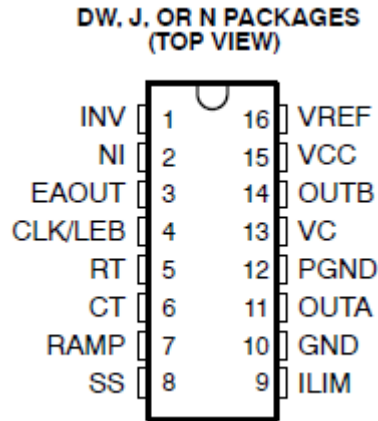 DW, J, OR N PACKAGES
(TOP VIEW)
INV 1 16 VREF
NI 2 15 VCC
EAOUT 3 14 OUTB
CLK/LEB 4 13 VC
RT 5 12 PGND
CT 6 11 OUTA
RAMP 7 10 GND
SS 8 9 ILIM